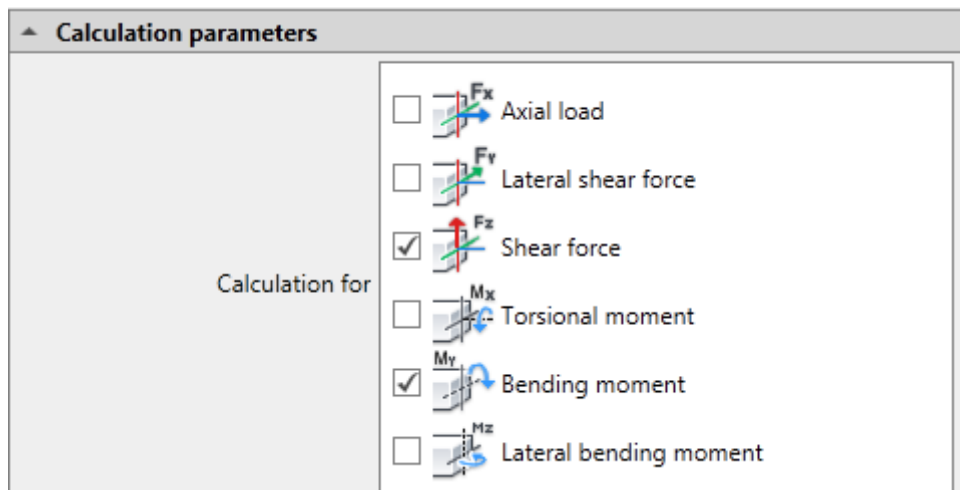 Calculation parameters
Fx
Axial load
Fy
Lateral shear force
Fz
Shear force
Calculation for
Mx
Torsional moment
My
Bending moment
Mz
Lateral bending moment